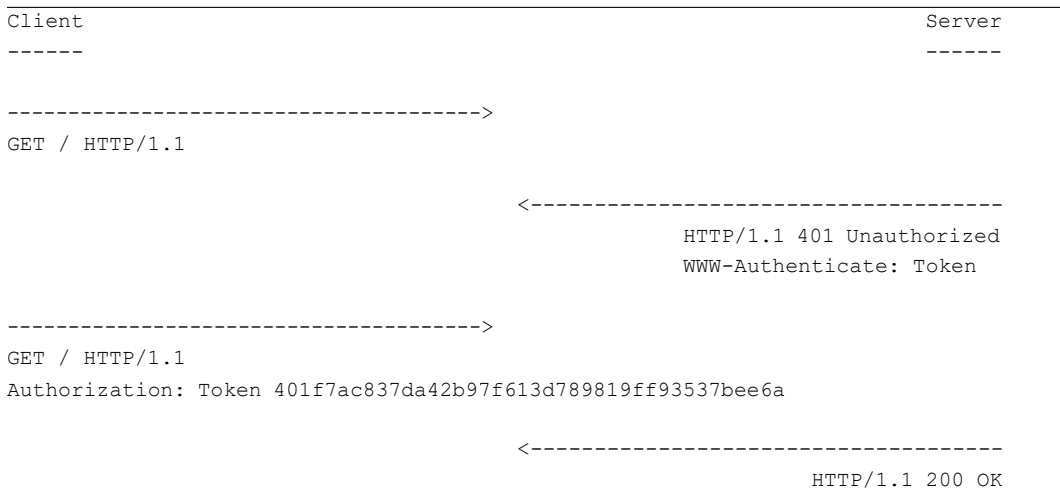 Client Server
------ ------
--------------------------------------->
GET / HTTP/1.1
<---------------------------------------
HTTP/1.1 401 Unauthorized
WWW-Authenticate: Token
--------------------------------------->
GET / HTTP/1.1
Authorization: Token 401f7ac837da42b97f613d789819ff93537bee6a
<---------------------------------------
HTTP/1.1 200 OK